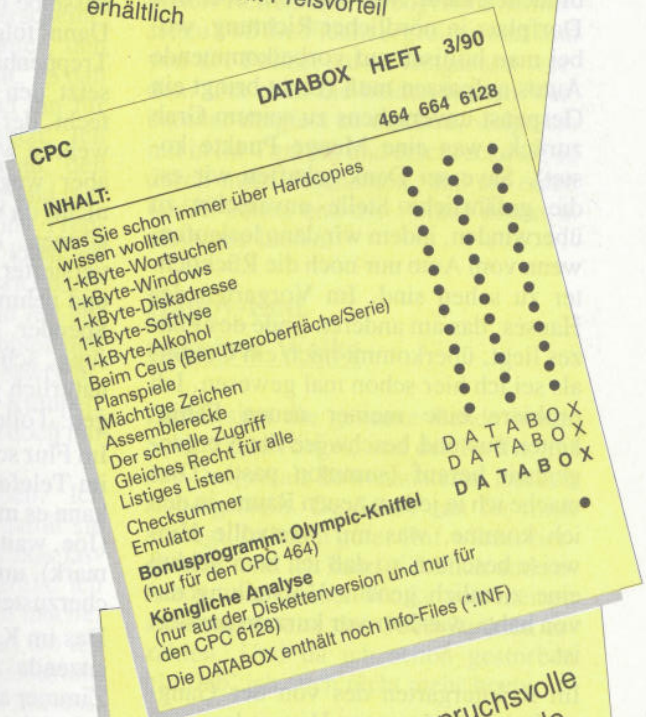 Preisvorteil
erhältlich
DATABOX HEFT 3/90
CPC 464 664 6128
INHALT:
Was Sie schon immer über Hardcopies
wissen wollten
1-kByte-Wortsuchen
1-kByte-Windows
1-kByte-Diskadresse
1-kByte-Softlyse
1-kByte-Alkohol
Beim Ceus (Benutzeroberfläche/Serie)
Planspiele
Mächtige Zeichen
Assemblerecke
Der schnelle Zugriff
Gleiches Recht für alle
Listiges Listen
Checksummer DATABOX
Emulator DATABOX
Bonusprogramm: Olympic-Kniffel DATABOX
(nur für den CPC 464)
Königliche Analyse
(nur auf der Diskettenversion und nur für
den CPC 6128)
Die DATABOX enthält noch Info-Files (*.INF)
ruchsvolle